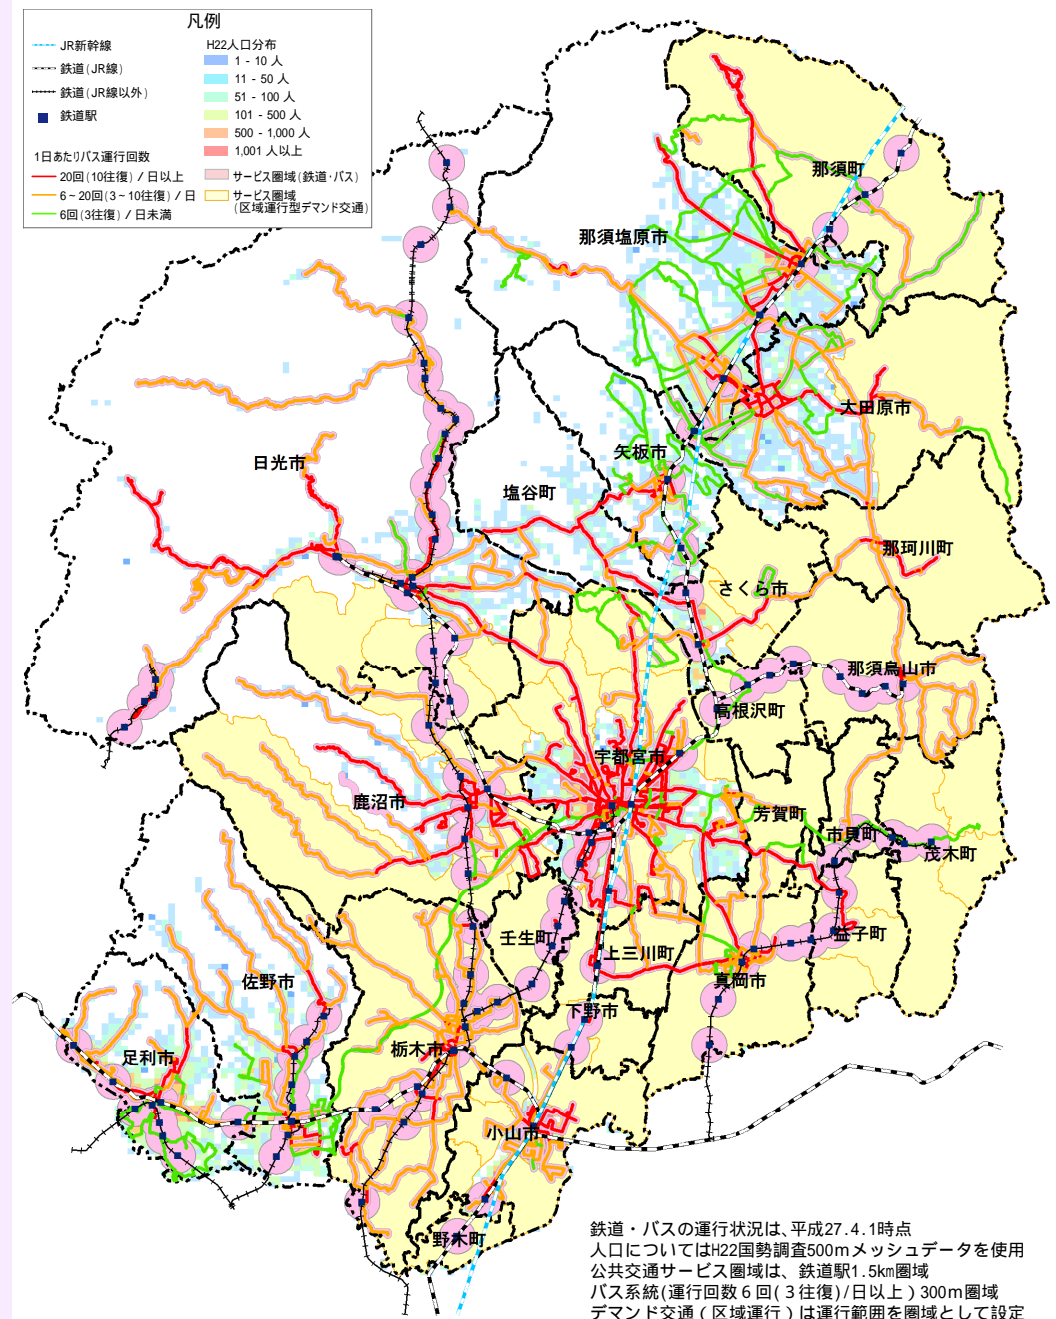 凡例
JR新幹線
鉄道(JR線)
鉄道(JR線以外)
鉄道駅
H22人口分布
1 - 10 人
11 - 50 人
51 - 100 人
101 - 500 人
500 - 1,000 人
1,001 人以上
1日あたりバス運行回数
20回(10往復) / 日以上
6~20回(3~10往復) / 日
6回(3往復) / 日未満
サービス圏域(鉄道・バス)
サービス圏域
(区域運行型デマンド交通)
那須町
那須塩原市
大田原市
矢板市
日光市
塩谷町
那珂川町
さくら市
那須烏山市
高根沢町
宇都宮市
鹿沼市
芳賀町
市貝町
茂木町
益子町
壬生町
上三川町
真岡市
佐野市
下野市
栃木市
足利市
小山市
野木町
鉄道・バスの運行状況は、平成27.4.1時点
人口についてはH22国勢調査500mメッシュデータを使用
公共交通サービス圏域は、鉄道駅1.5km圏域
バス系統(運行回数6回(3往復)/日以上)300m圏域
デマンド交通(区域運行)は運行範囲を圏域として設定